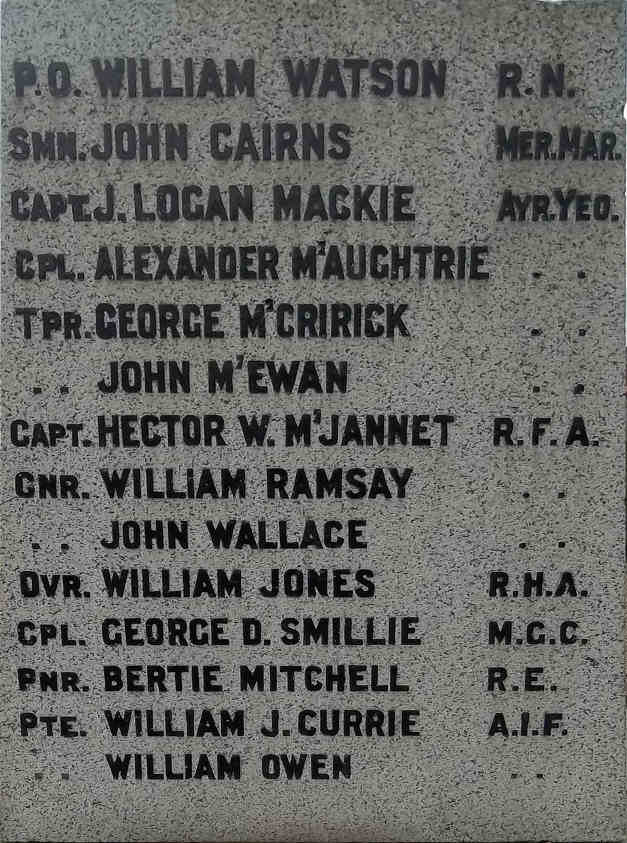 P.O. WILLIAM WATSON R.N.
SMN. JOHN CAIRNS MER.MAR.
CAPT. J. LOGAN MACKIE AYR.YEO.
CPL. ALEXANDER M'AUGHTRIE . .
TPR. GEORGE M'CRIRICK . .
. . JOHN M'EWAN . .
CAPT. HECTOR W. M'JANNET R.F.A.
GNR. WILLIAM RAMSAY . .
. . JOHN WALLACE . .
DVR. WILLIAM JONES R.H.A.
CPL. GEORGE D. SMILLIE M.G.C.
PNR. BERTIE MITCHELL R.E.
PTE. WILLIAM J. CURRIE A.I.F.
. . WILLIAM OWEN . .